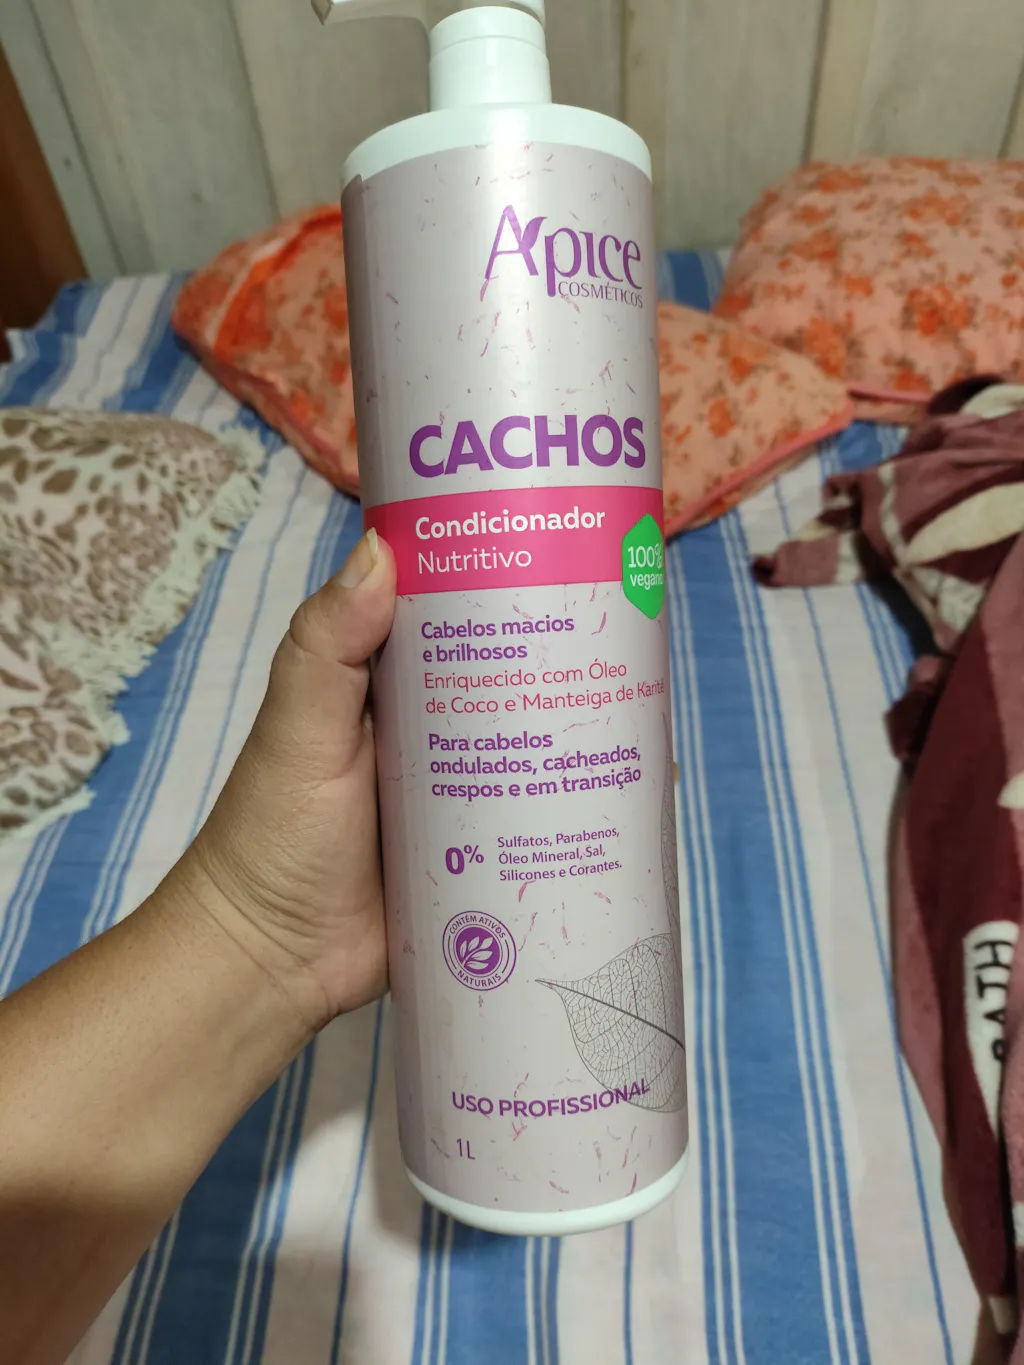 Apice
COSMÉTICOS
CACHOS
Condicionador
Nutritivo
100%
vegano
Cabelos macios
e brilhosos
Enriquecido com Óleo
de Coco e Manteiga de Karité
Para cabelos
ondulados, cacheados,
crespos e em transição
0%
Sulfatos, Parabenos,
Óleo Mineral, Sal,
Silicones e Corantes.
CONTÉM ATIVOS
NATURAIS
USO PROFISSIONAL
1L
BATH